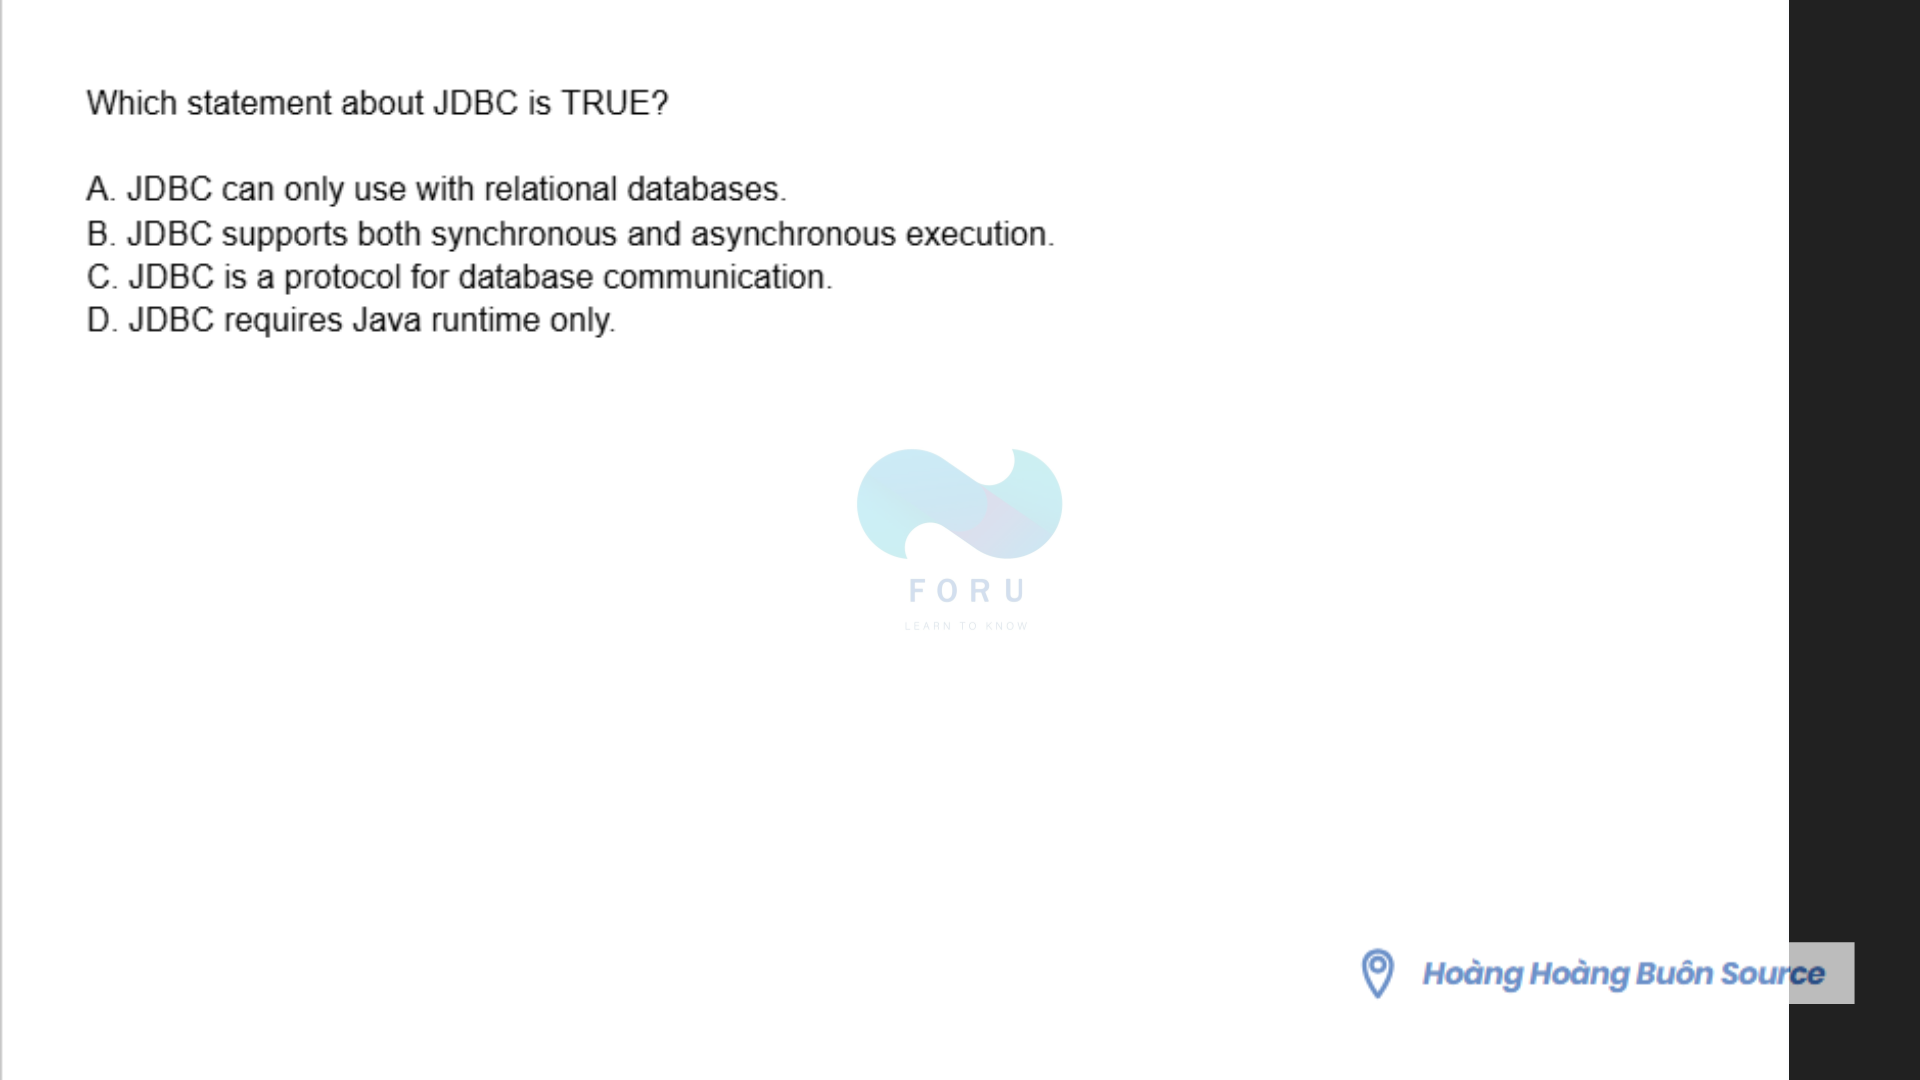 Which statement about JDBC is TRUE?
A. JDBC can only use with relational databases.
B. JDBC supports both synchronous and asynchronous execution.
C. JDBC is a protocol for database communication.
D. JDBC requires Java runtime only.
FORU
LEARN TO KNOW
Hoàng Hoàng Buôn Source